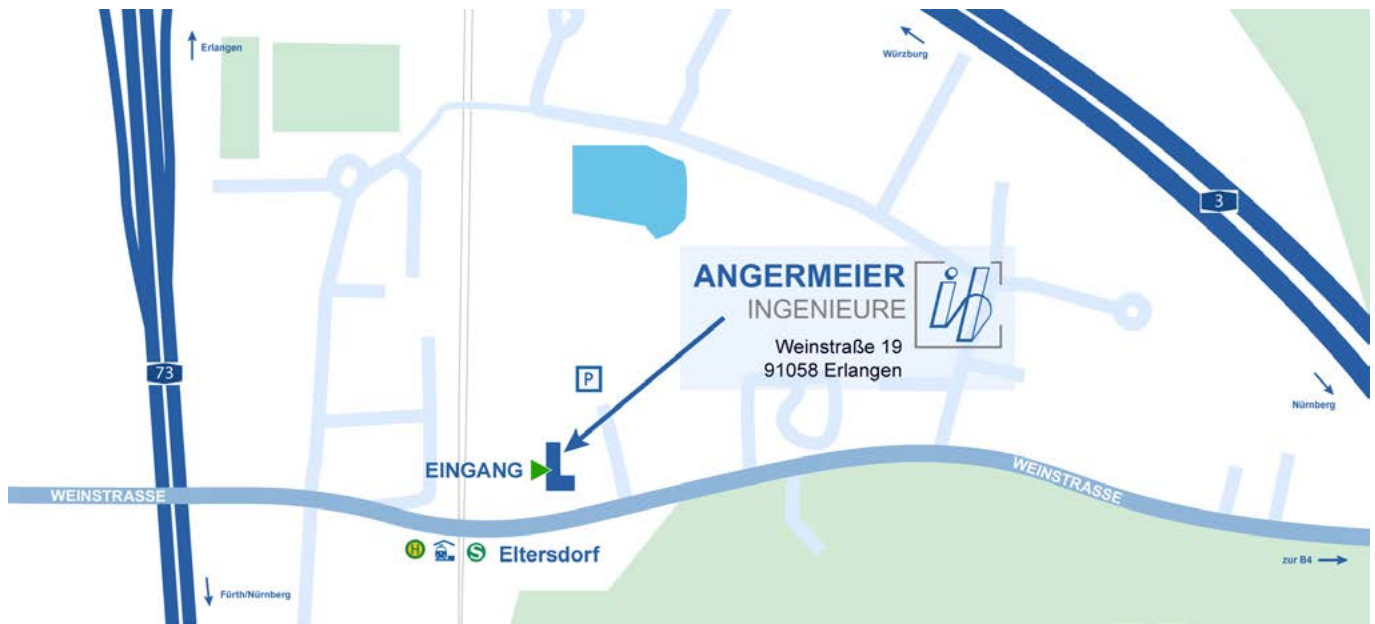 Erlangen
Würzburg
3
ANGERMEIER
INGENIEURE
Weinstraße 19
91058 Erlangen
73
P
Nürnberg
EINGANG
WEINSTRASSE
WEINSTRASSE
H
S
Eltersdorf
zur B4
Fürth/Nürnberg